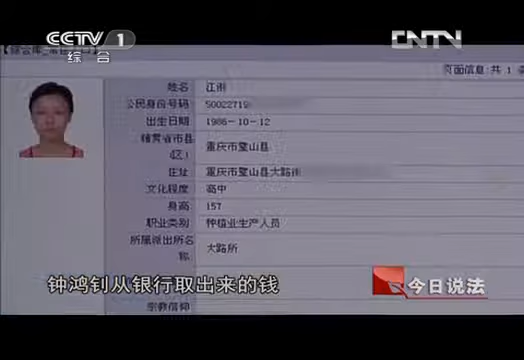 CCTV 1
综合
CNTV
页面信息:共 1
姓名 江雨
公民身份号码 50022719
出生日期 1986-10-12
籍贯省市县(区) 重庆市璧山县
住址 重庆市璧山县大路街
文化程度 高中
身高 157
职业类别 种植业生产人员
所属派出所名称 大路所
钟鸿钊从银行取出来的钱
今日说法
宗教信仰